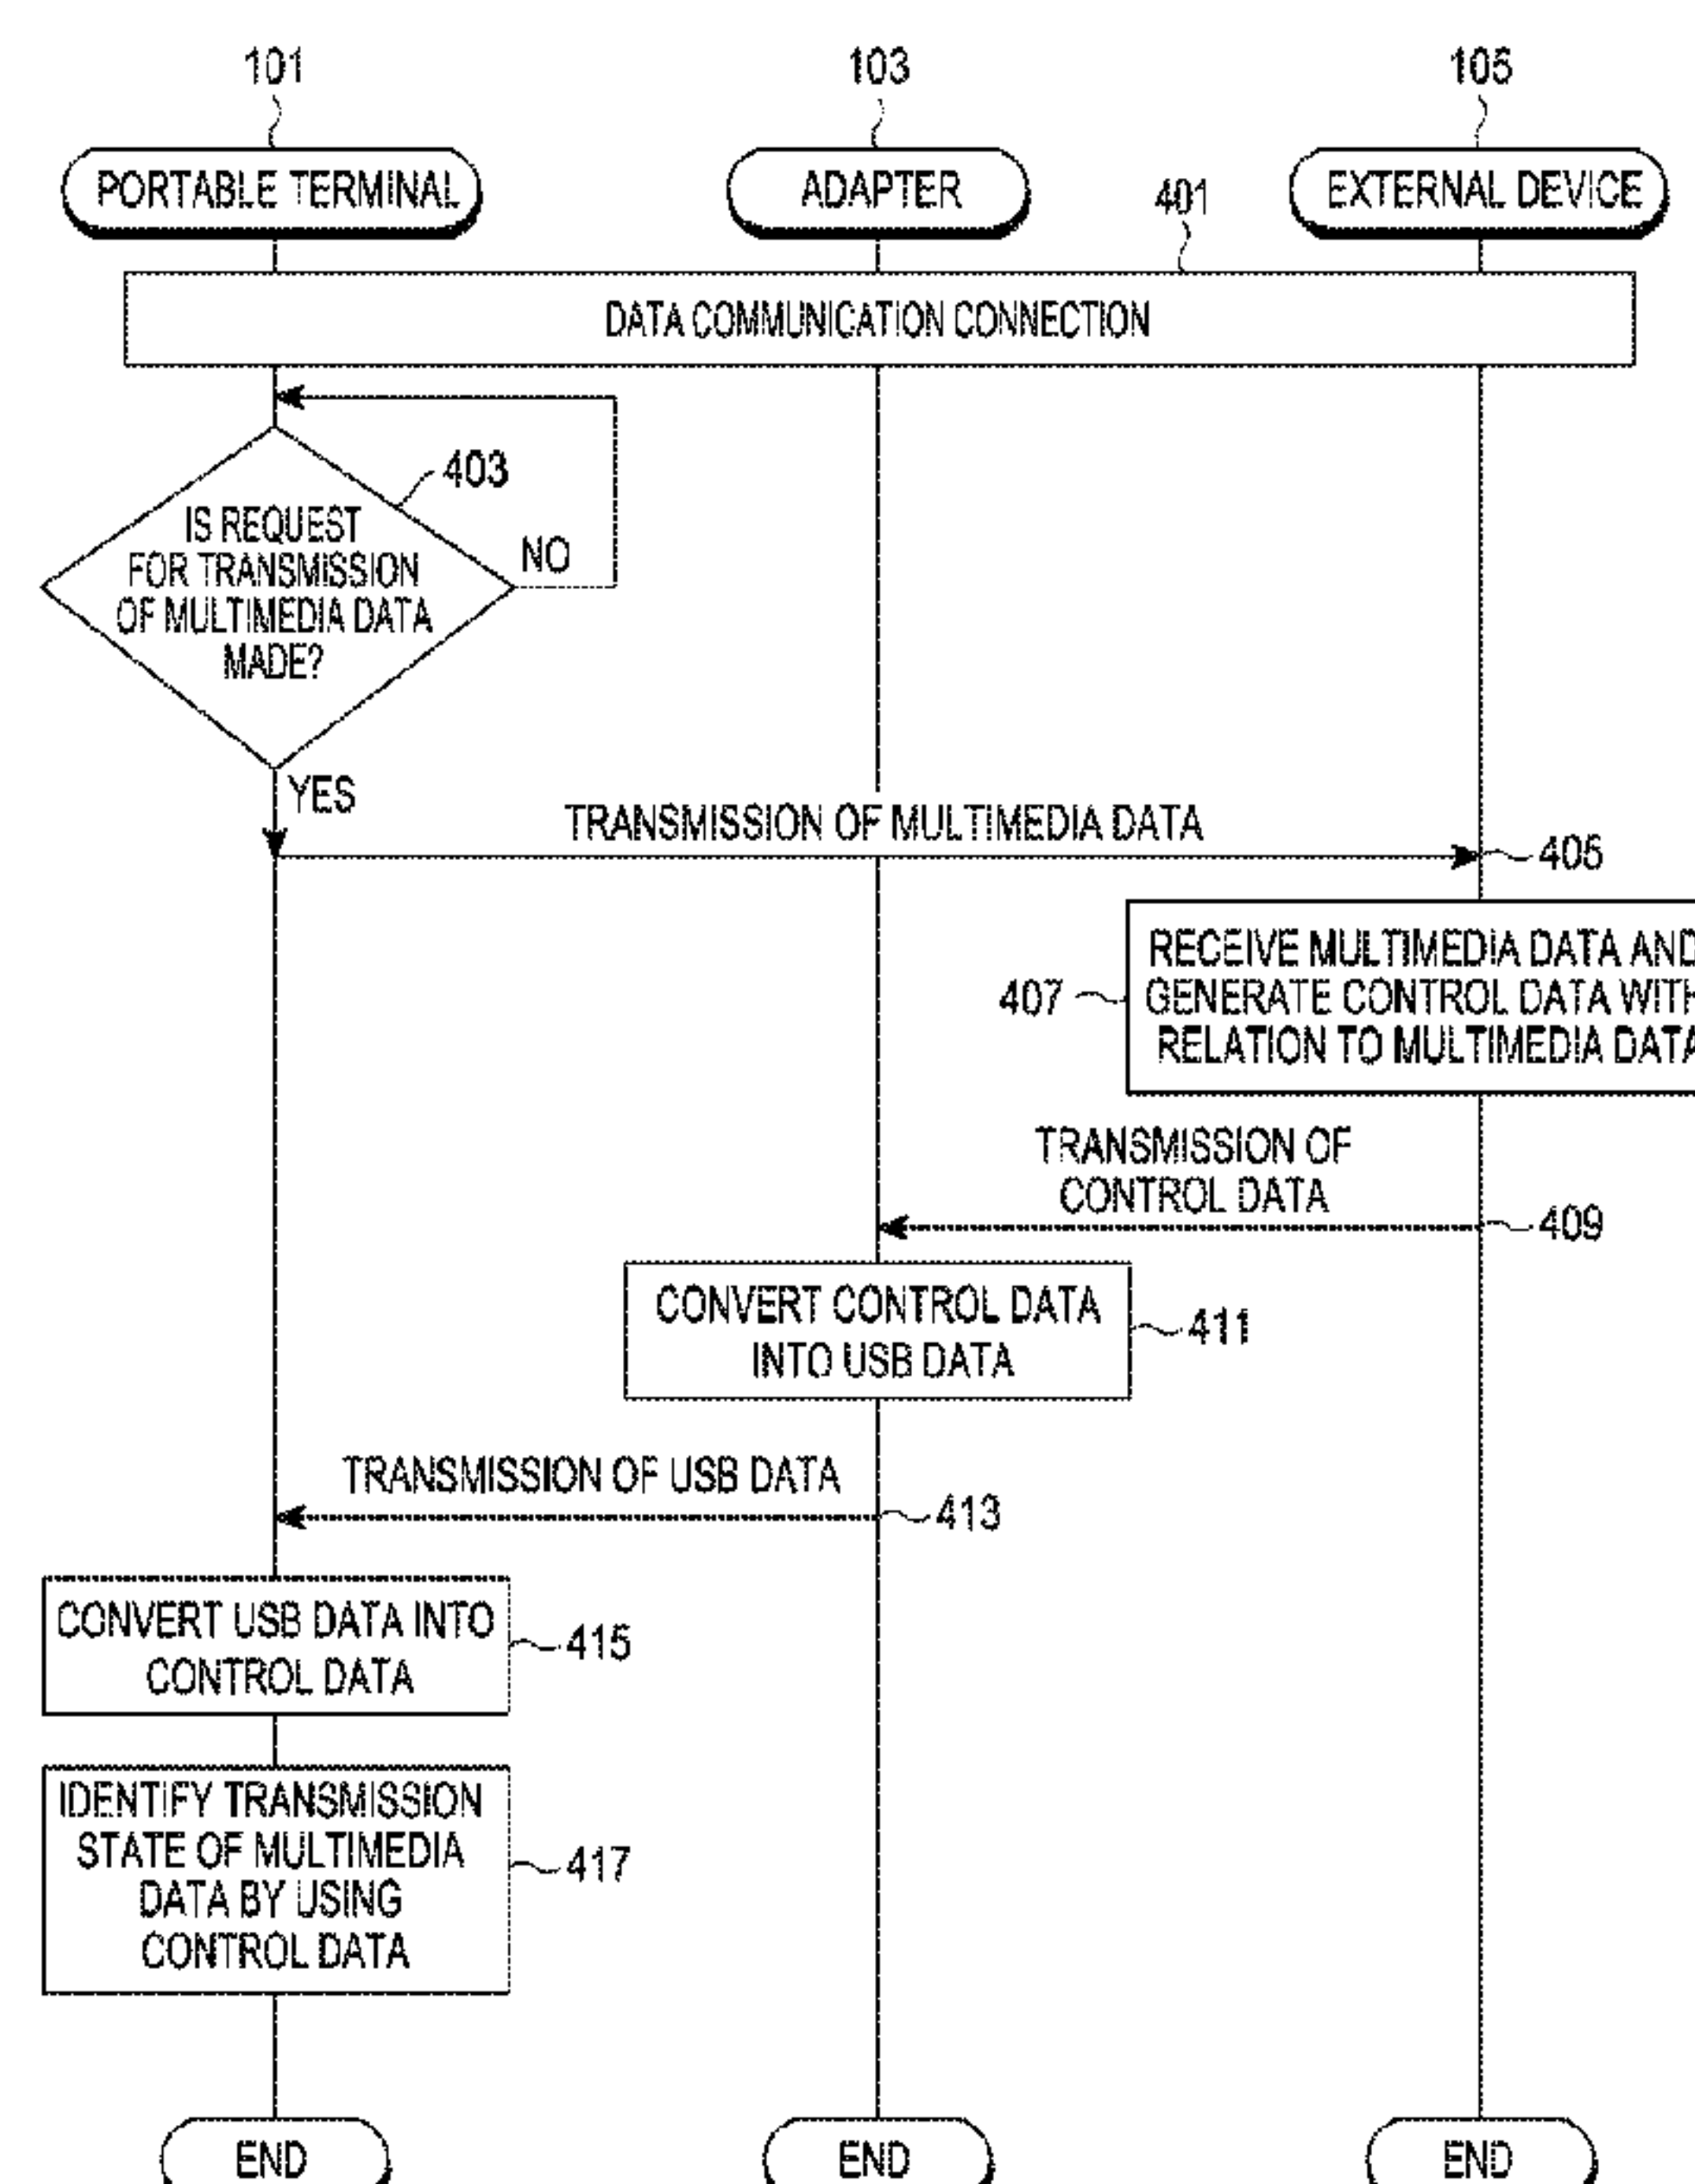 101
103
105
PORTABLE TERMINAL
ADAPTER
401
EXTERNAL DEVICE
DATA COMMUNICATION CONNECTION
403
IS REQUEST
FOR TRANSMISSION
OF MULTIMEDIA DATA
MADE?
NO
YES
TRANSMISSION OF MULTIMEDIA DATA
405
RECEIVE MULTIMEDIA DATA AND
GENERATE CONTROL DATA WITH
RELATION TO MULTIMEDIA DATA
407
TRANSMISSION OF
CONTROL DATA
409
CONVERT CONTROL DATA
INTO USB DATA
411
TRANSMISSION OF USB DATA
413
CONVERT USB DATA INTO
CONTROL DATA
415
IDENTIFY TRANSMISSION
STATE OF MULTIMEDIA
DATA BY USING
CONTROL DATA
417
END
END
END